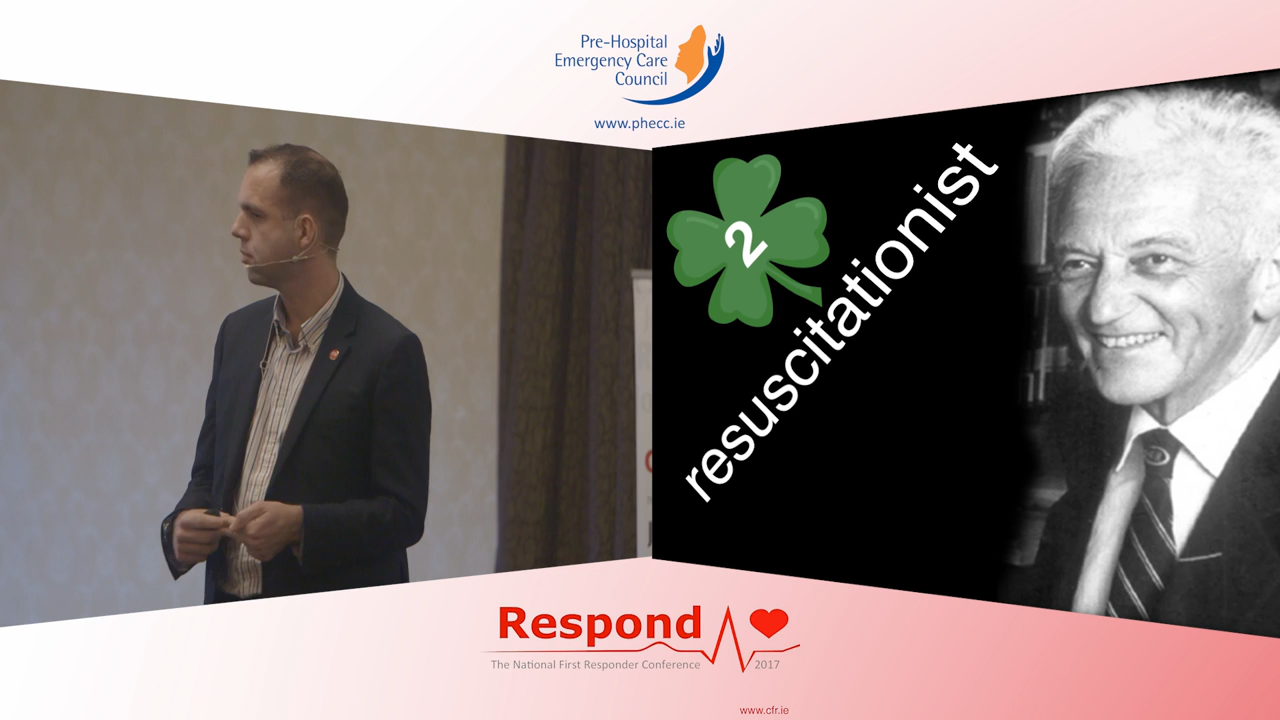 Pre-Hospital
Emergency Care
Council
www.phecc.ie
2
resuscitationist
Respond
The National First Responder Conference 2017
www.cfr.ie